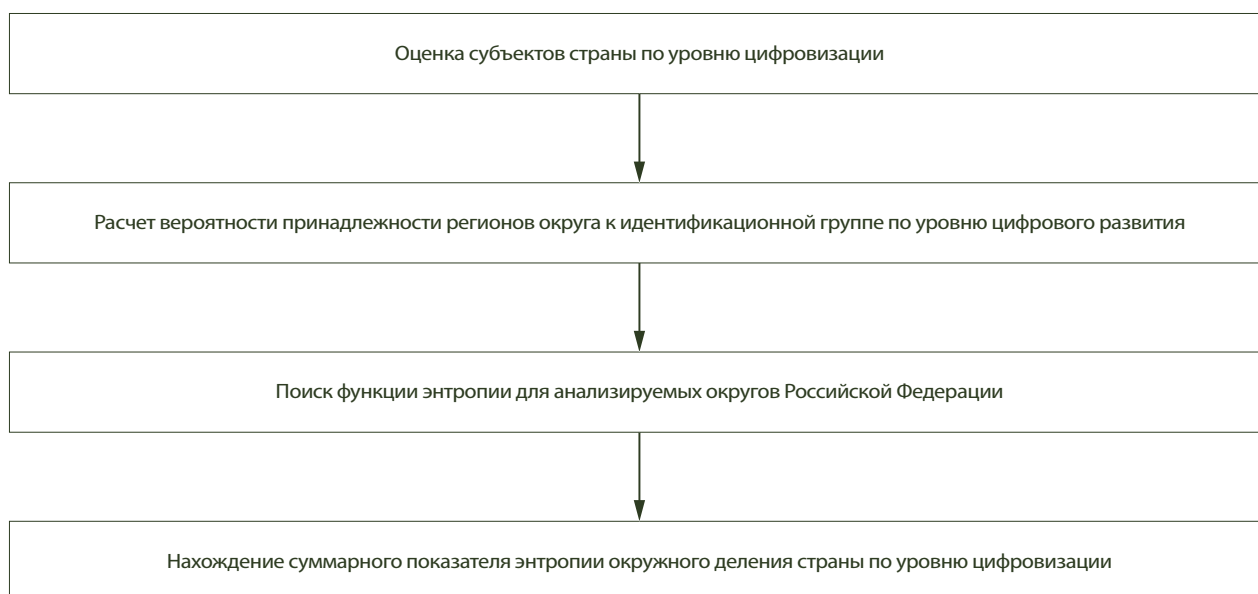 Оценка субъектов страны по уровню цифровизации
Расчет вероятности принадлежности регионов округа к идентификационной группе по уровню цифрового развития
Поиск функции энтропии для анализируемых округов Российской Федерации
Нахождение суммарного показателя энтропии окружного деления страны по уровню цифровизации